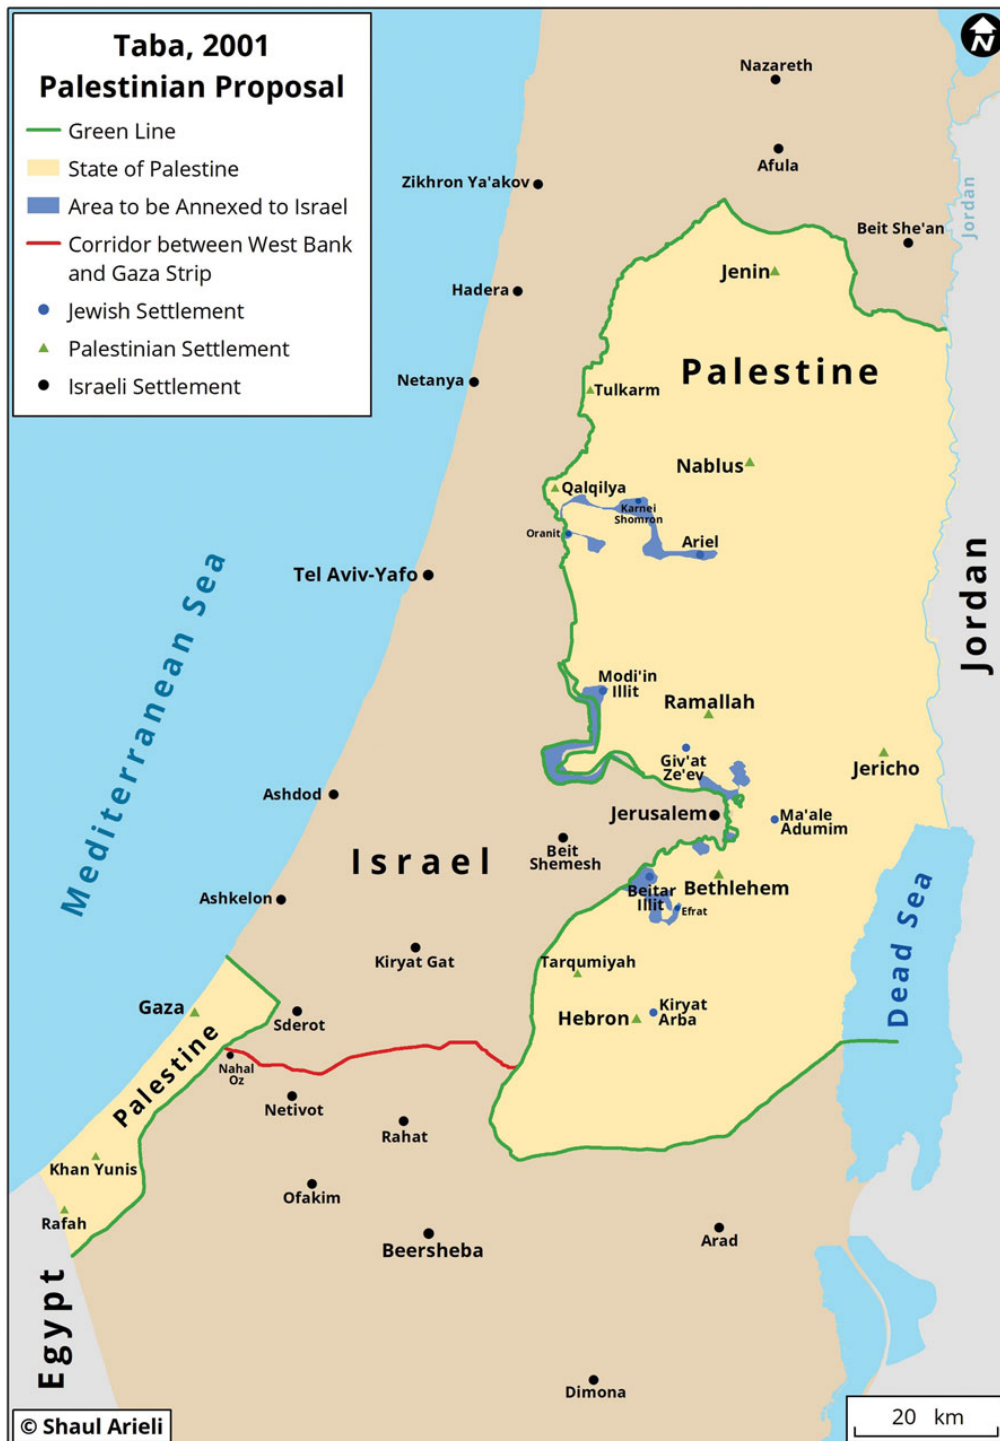 Taba, 2001
Palestinian Proposal
Green Line
State of Palestine
Area to be Annexed to Israel
Corridor between West Bank
and Gaza Strip
Jewish Settlement
Palestinian Settlement
Israeli Settlement
N
Nazareth
Afula
Zikhron Ya'akov
Jordan
Beit She'an
Jenin
Hadera
Palestine
Netanya
Tulkarm
Nablus
Qalqilya
Karnei
Shomron
Oranit
Ariel
Tel Aviv-Yafo
Jordan
Mediterranean Sea
Modi'in
Illit
Ramallah
Giv'at
Ze'ev
Jericho
Ashdod
Jerusalem
Ma'ale
Adumim
Beit
Shemesh
Israel
Bethlehem
Beitar
Illit
Efrat
Ashkelon
Dead Sea
Kiryat Gat
Tarqumiyah
Gaza
Sderot
Hebron
Kiryat
Arba
Palestine
Nahal
Oz
Netivot
Rahat
Khan Yunis
Ofakim
Rafah
Beersheba
Arad
Egypt
Dimona
© Shaul Arieli
20 km